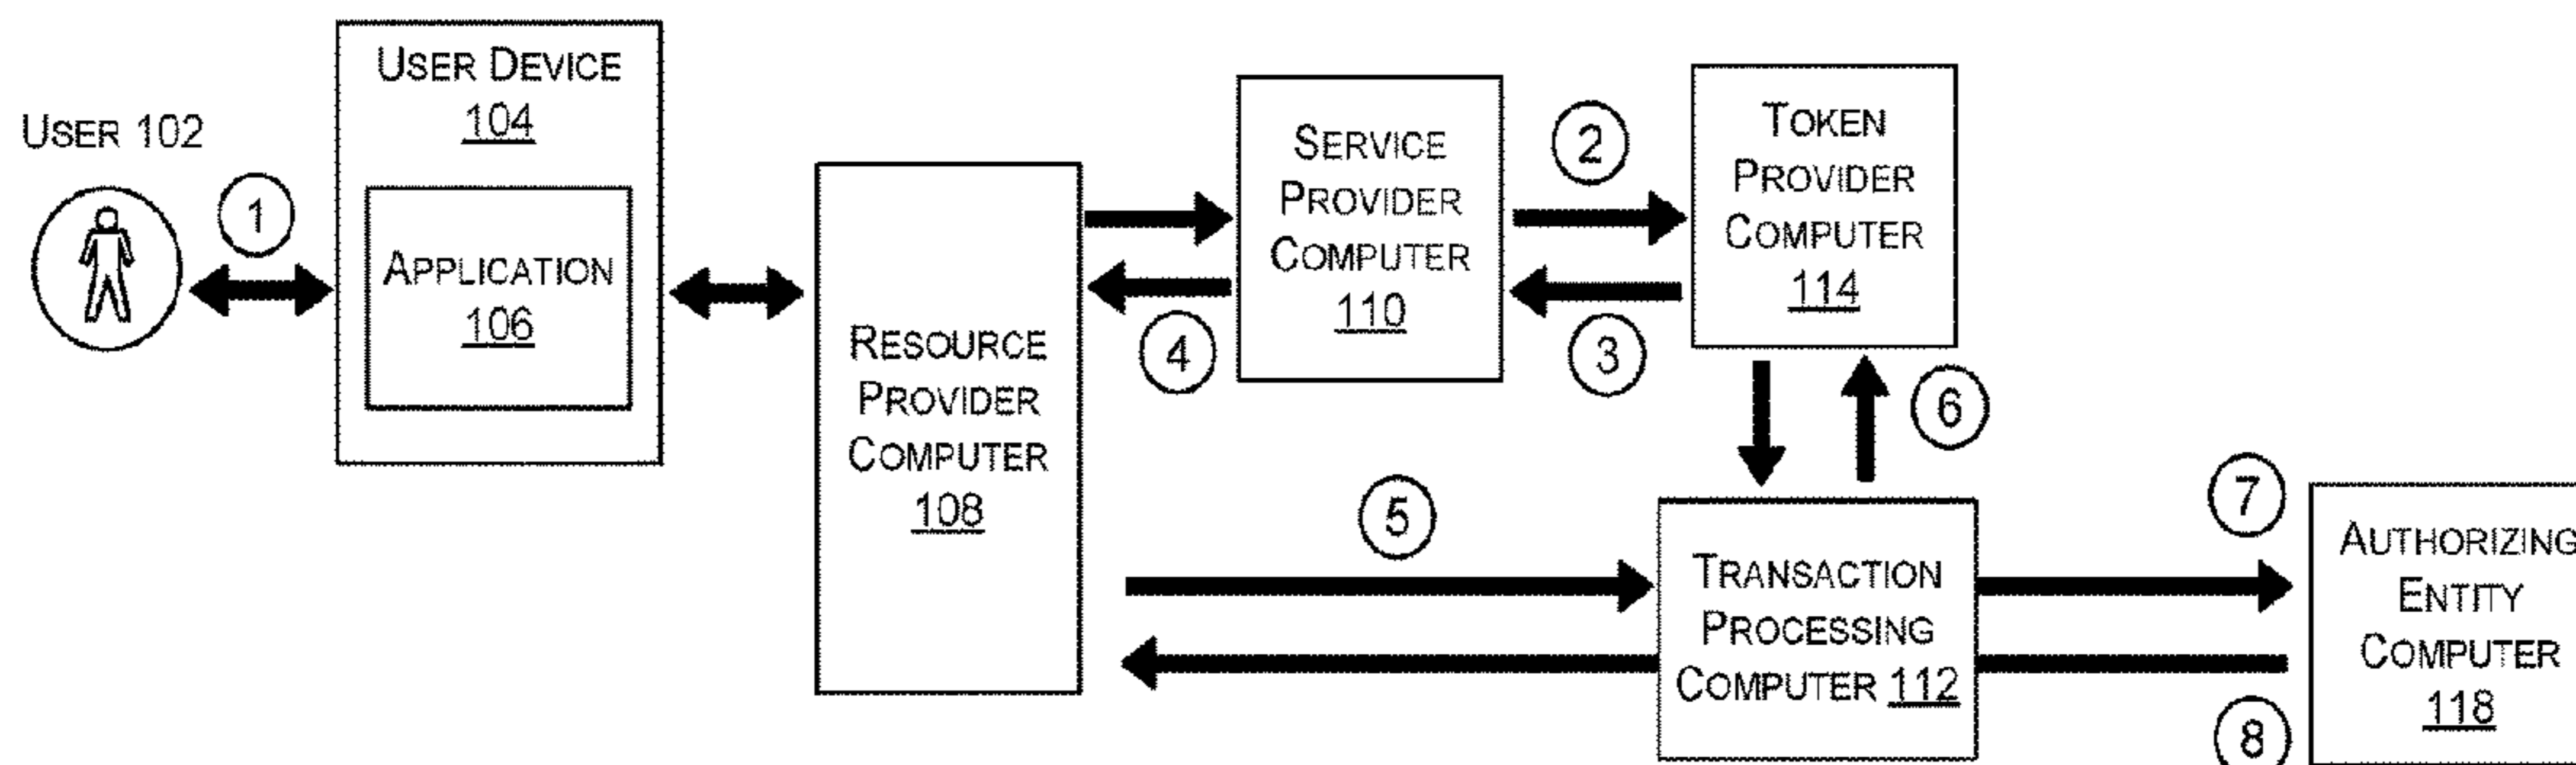 USER 102
1
USER DEVICE
104
APPLICATION
106
RESOURCE
PROVIDER
COMPUTER
108
SERVICE
PROVIDER
COMPUTER
110
2
3
4
TOKEN
PROVIDER
COMPUTER
114
5
6
TRANSACTION
PROCESSING
COMPUTER 112
7
8
AUTHORIZING
ENTITY
COMPUTER
118